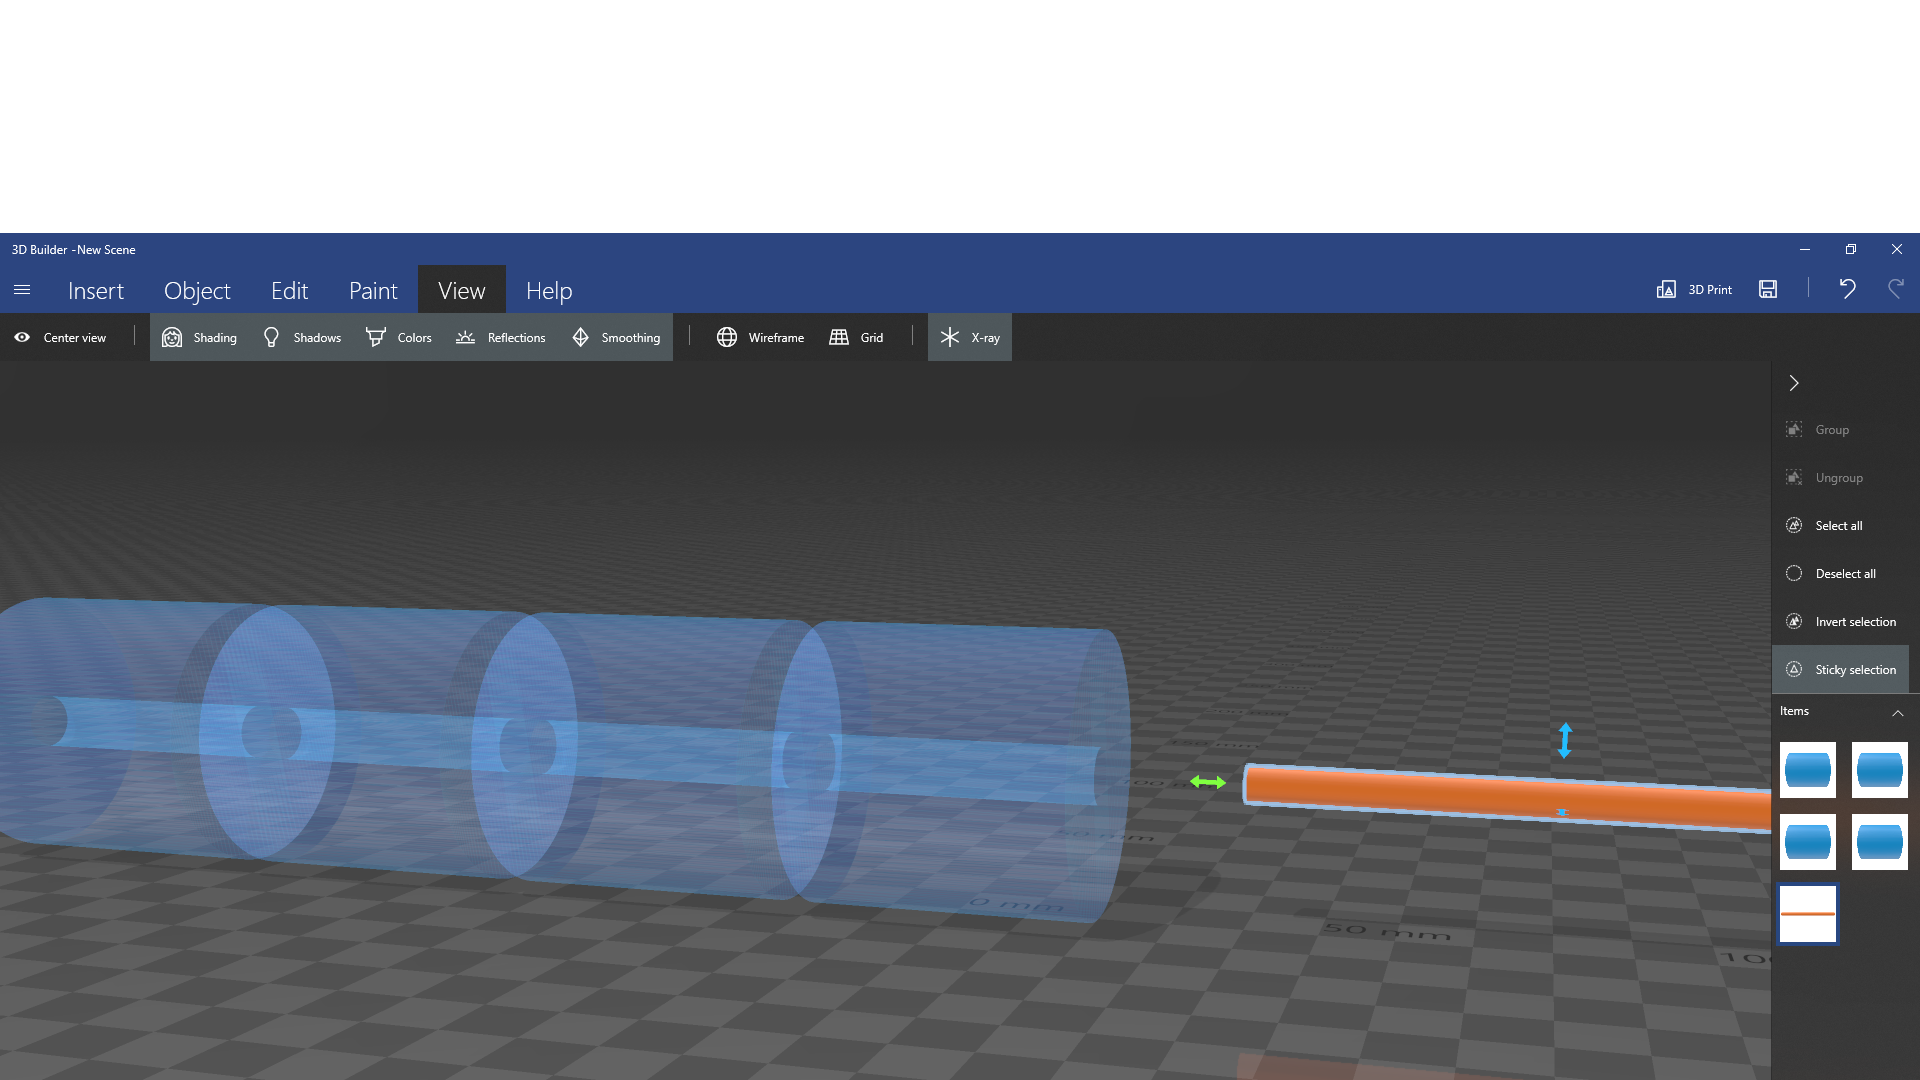 3D Builder -New Scene
Insert Object Edit Paint View Help 3D Print
Center view Shading Shadows Colors Reflections Smoothing Wireframe Grid X-ray
Group
Ungroup
Select all
Deselect all
Invert selection
Sticky selection
Items
0 mm
50 mm
50 mm